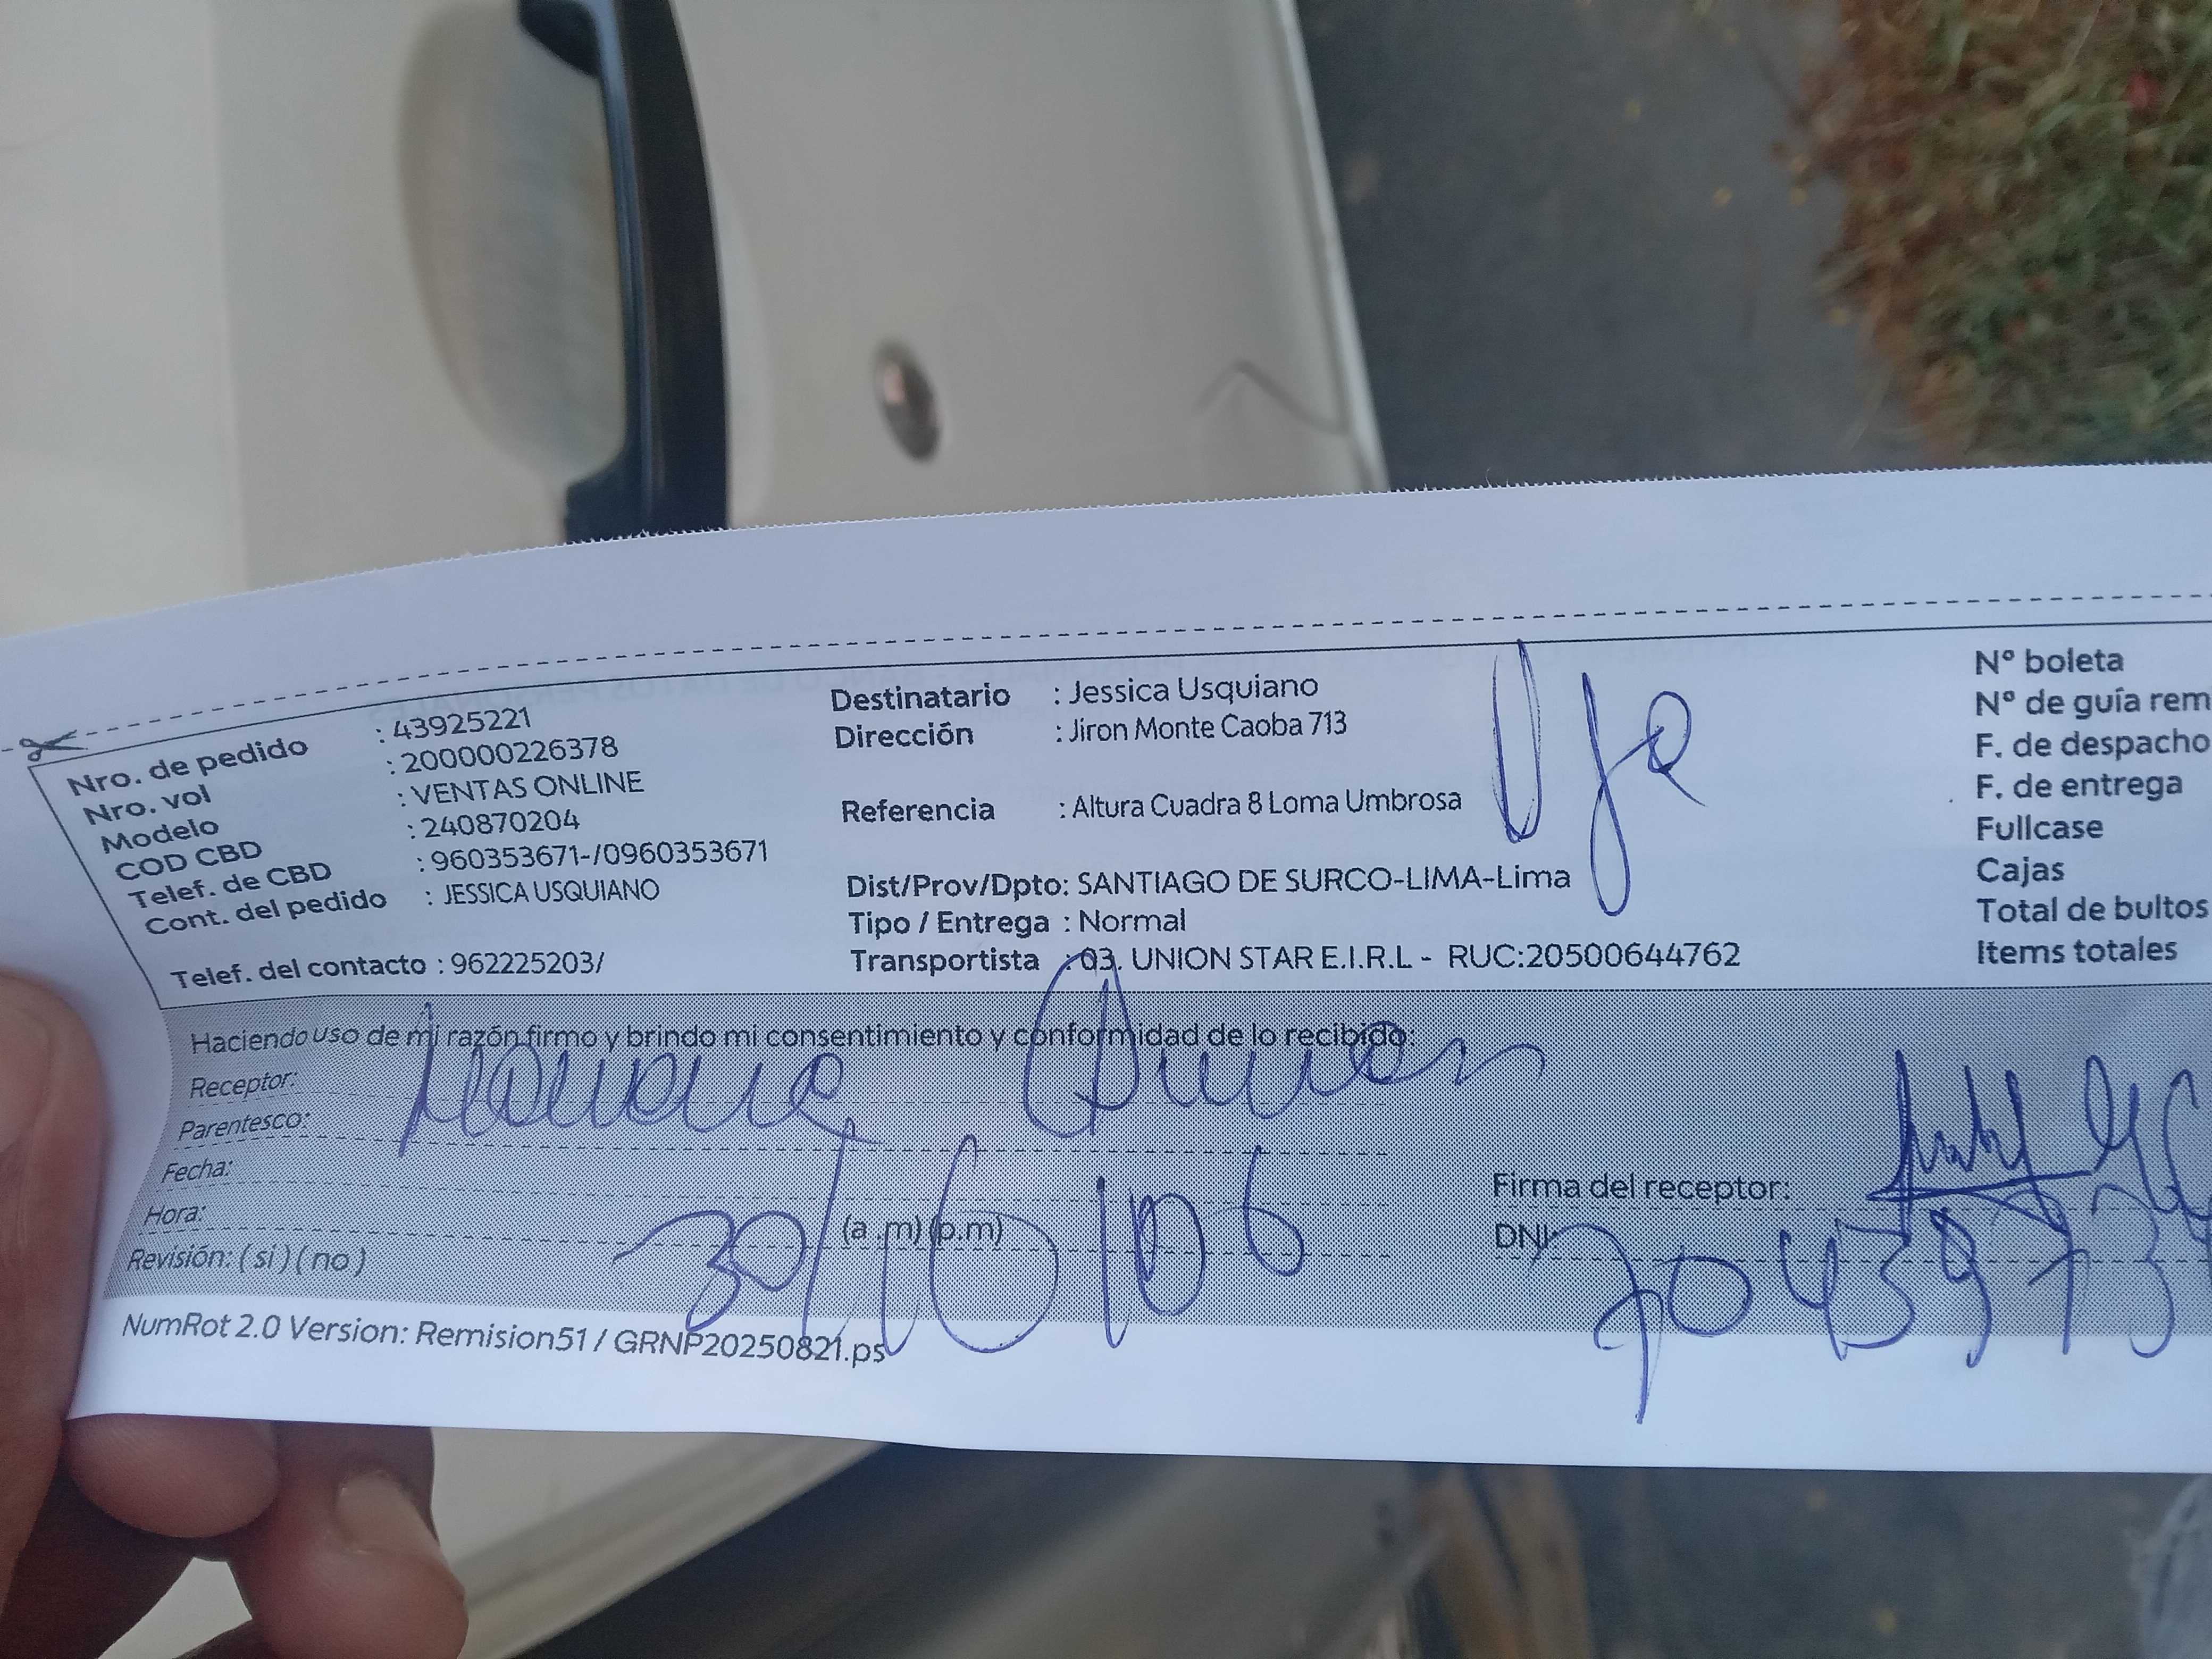 Nro. de pedido : 43925221
Nro. vol : 200000226378
Modelo : VENTAS ONLINE
COD CBD : 240870204
Telef. de CBD : 960353671-/0960353671
Cont. del pedido : JESSICA USQUIANO
Telef. del contacto : 962225203/
Destinatario : Jessica Usquiano
Dirección : Jiron Monte Caoba 713
Referencia : Altura Cuadra 8 Loma Umbrosa
Dist/Prov/Dpto: SANTIAGO DE SURCO-LIMA-Lima
Tipo / Entrega : Normal
Transportista : 03. UNION STAR E.I.R.L - RUC:20500644762
Nº boleta
Nº de guía rem
F. de despacho
F. de entrega
Fullcase
Cajas
Total de bultos
Items totales
Haciendo uso de mi razón firmo y brindo mi consentimiento y conformidad de lo recibido:
Receptor:
Parentesco:
Fecha:
Hora: (a .m) (p.m)
Revisión: ( si ) ( no )
Firma del receptor:
DNI
NumRot 2.0 Version: Remision51 / GRNP20250821.ps